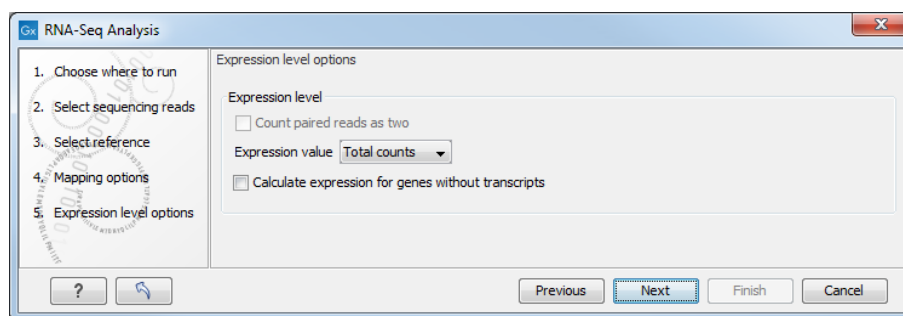 Gx RNA-Seq Analysis
1. Choose where to run
2. Select sequencing reads
3. Select reference
4. Mapping options
5. Expression level options
Expression level options
Expression level
Count paired reads as two
Expression value Total counts
Calculate expression for genes without transcripts
? Previous Next Finish Cancel